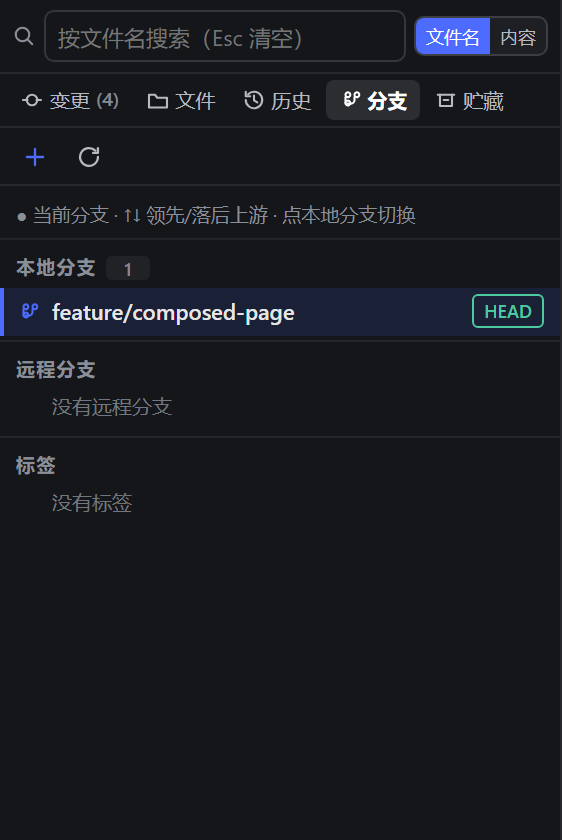 按文件名搜索（Esc 清空） 文件名 内容
变更 (4) 文件 历史 分支 贮藏
● 当前分支 · ↑↓ 领先/落后上游 · 点本地分支切换
本地分支 1
feature/composed-page HEAD
远程分支
没有远程分支
标签
没有标签